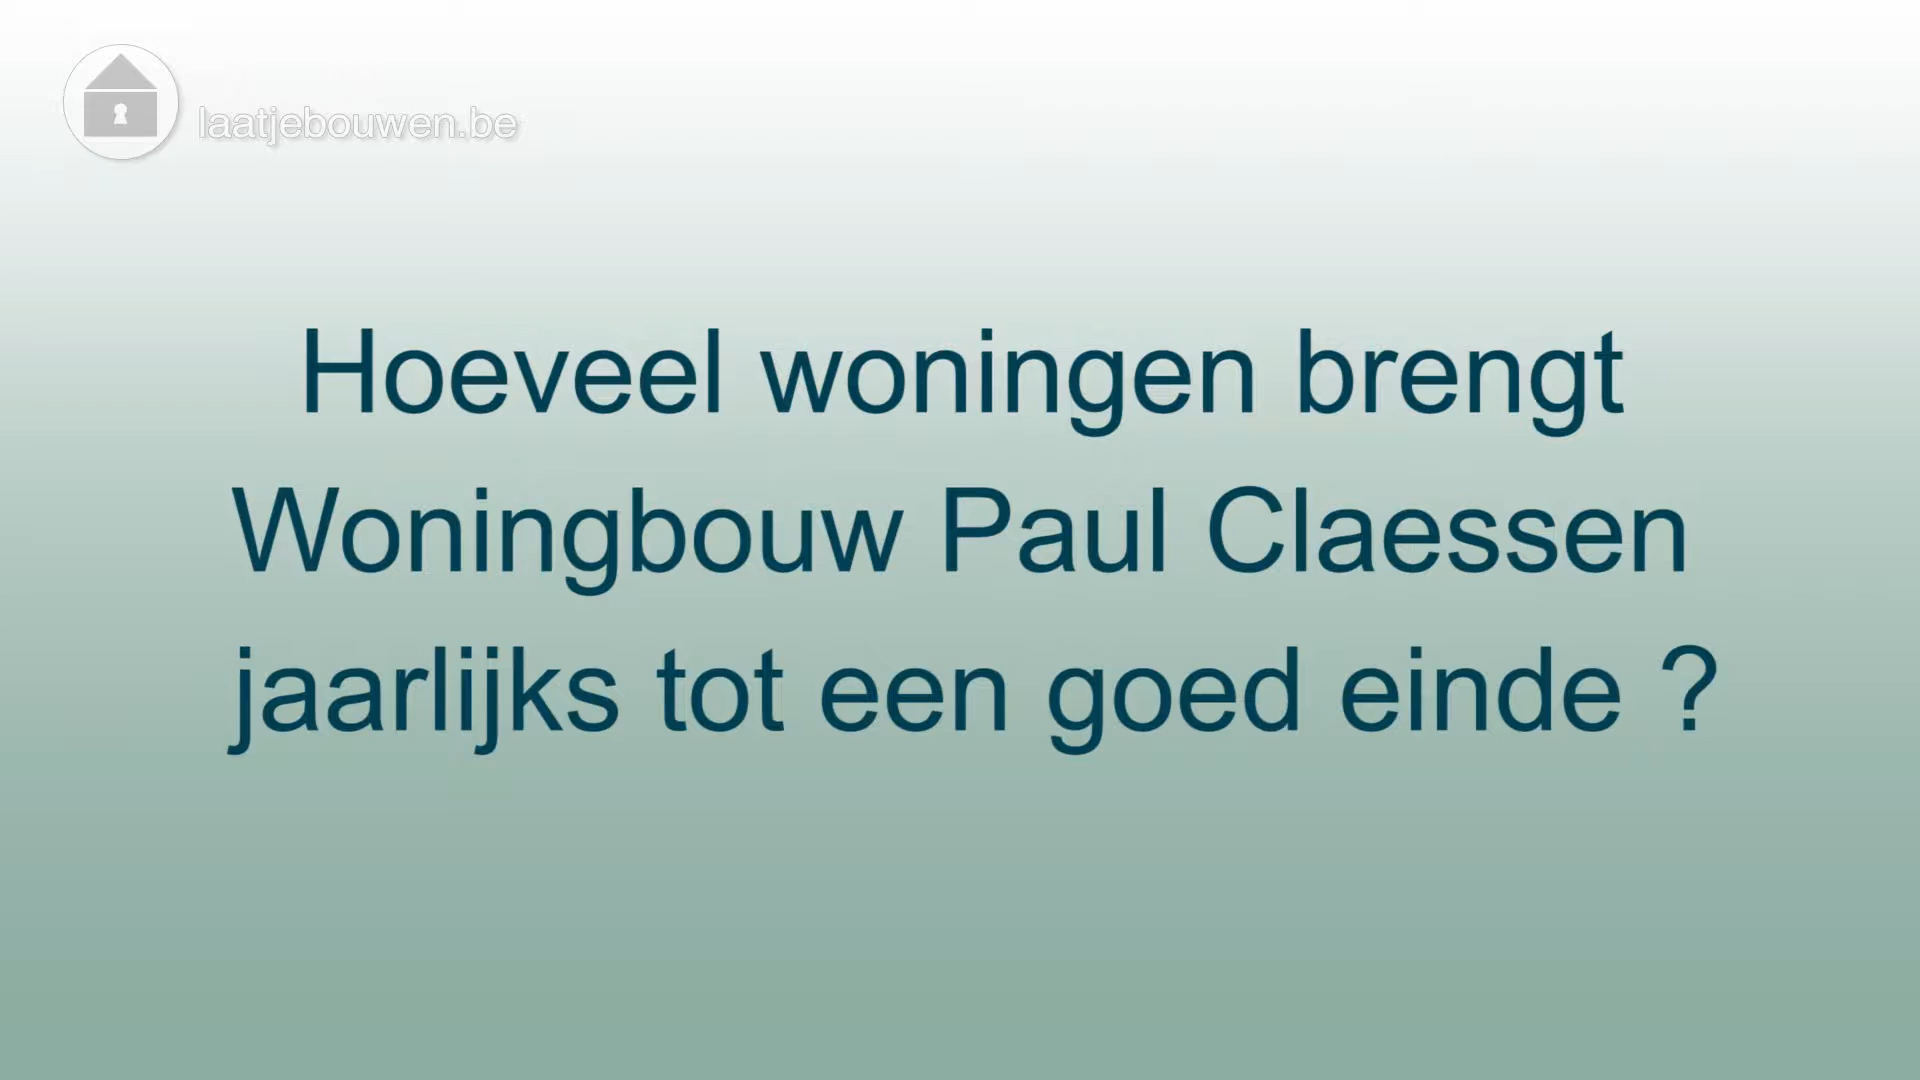 laatjebouwen.be
Hoeveel woningen brengt
Woningbouw Paul Claessen
jaarlijks tot een goed einde ?